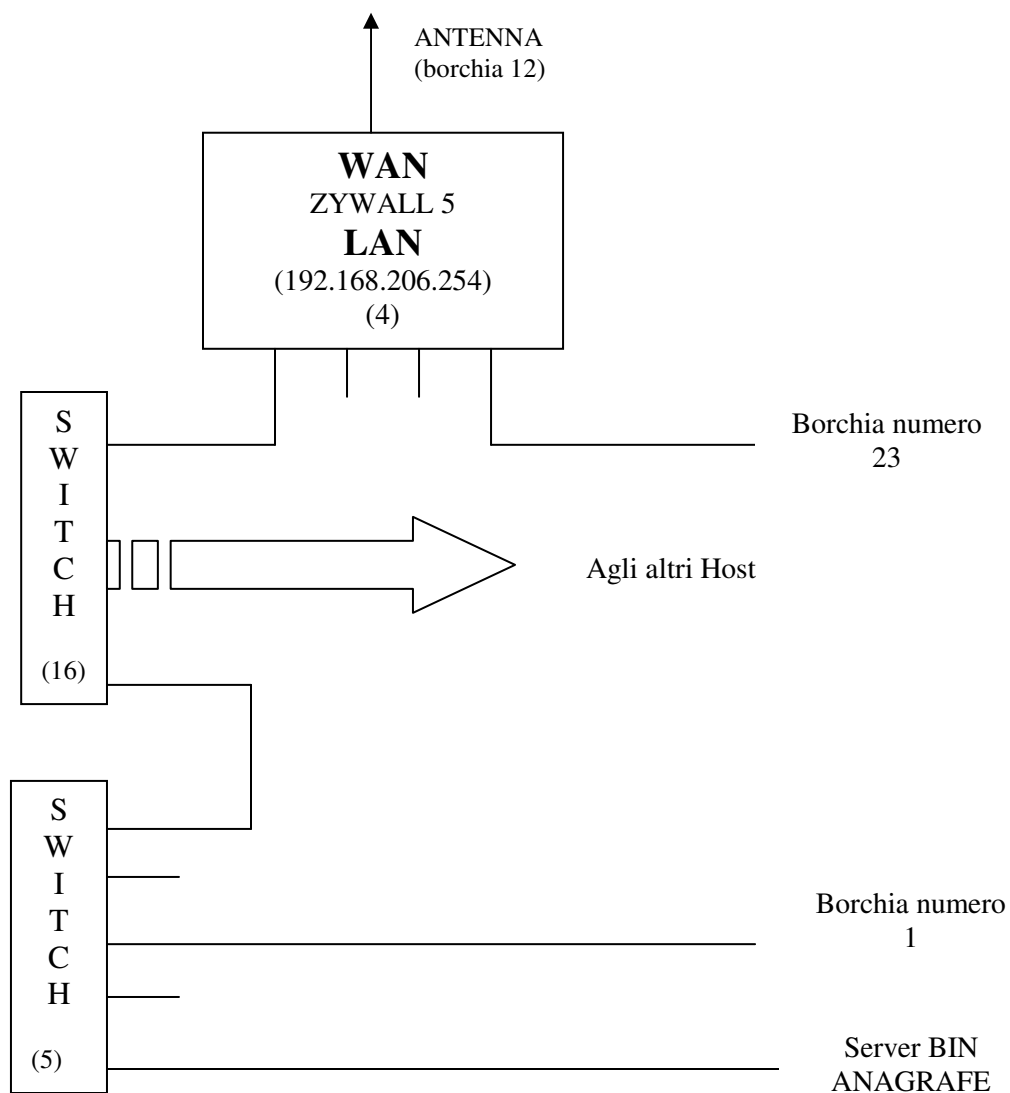 ANTENNA
(borchia 12)
WAN
ZYWALL 5
LAN
(192.168.206.254)
(4)
S
W
I
T
C
H
(16)
Borchia numero
23
Agli altri Host
S
W
I
T
C
H
(5)
Borchia numero
1
Server BIN
ANAGRAFE